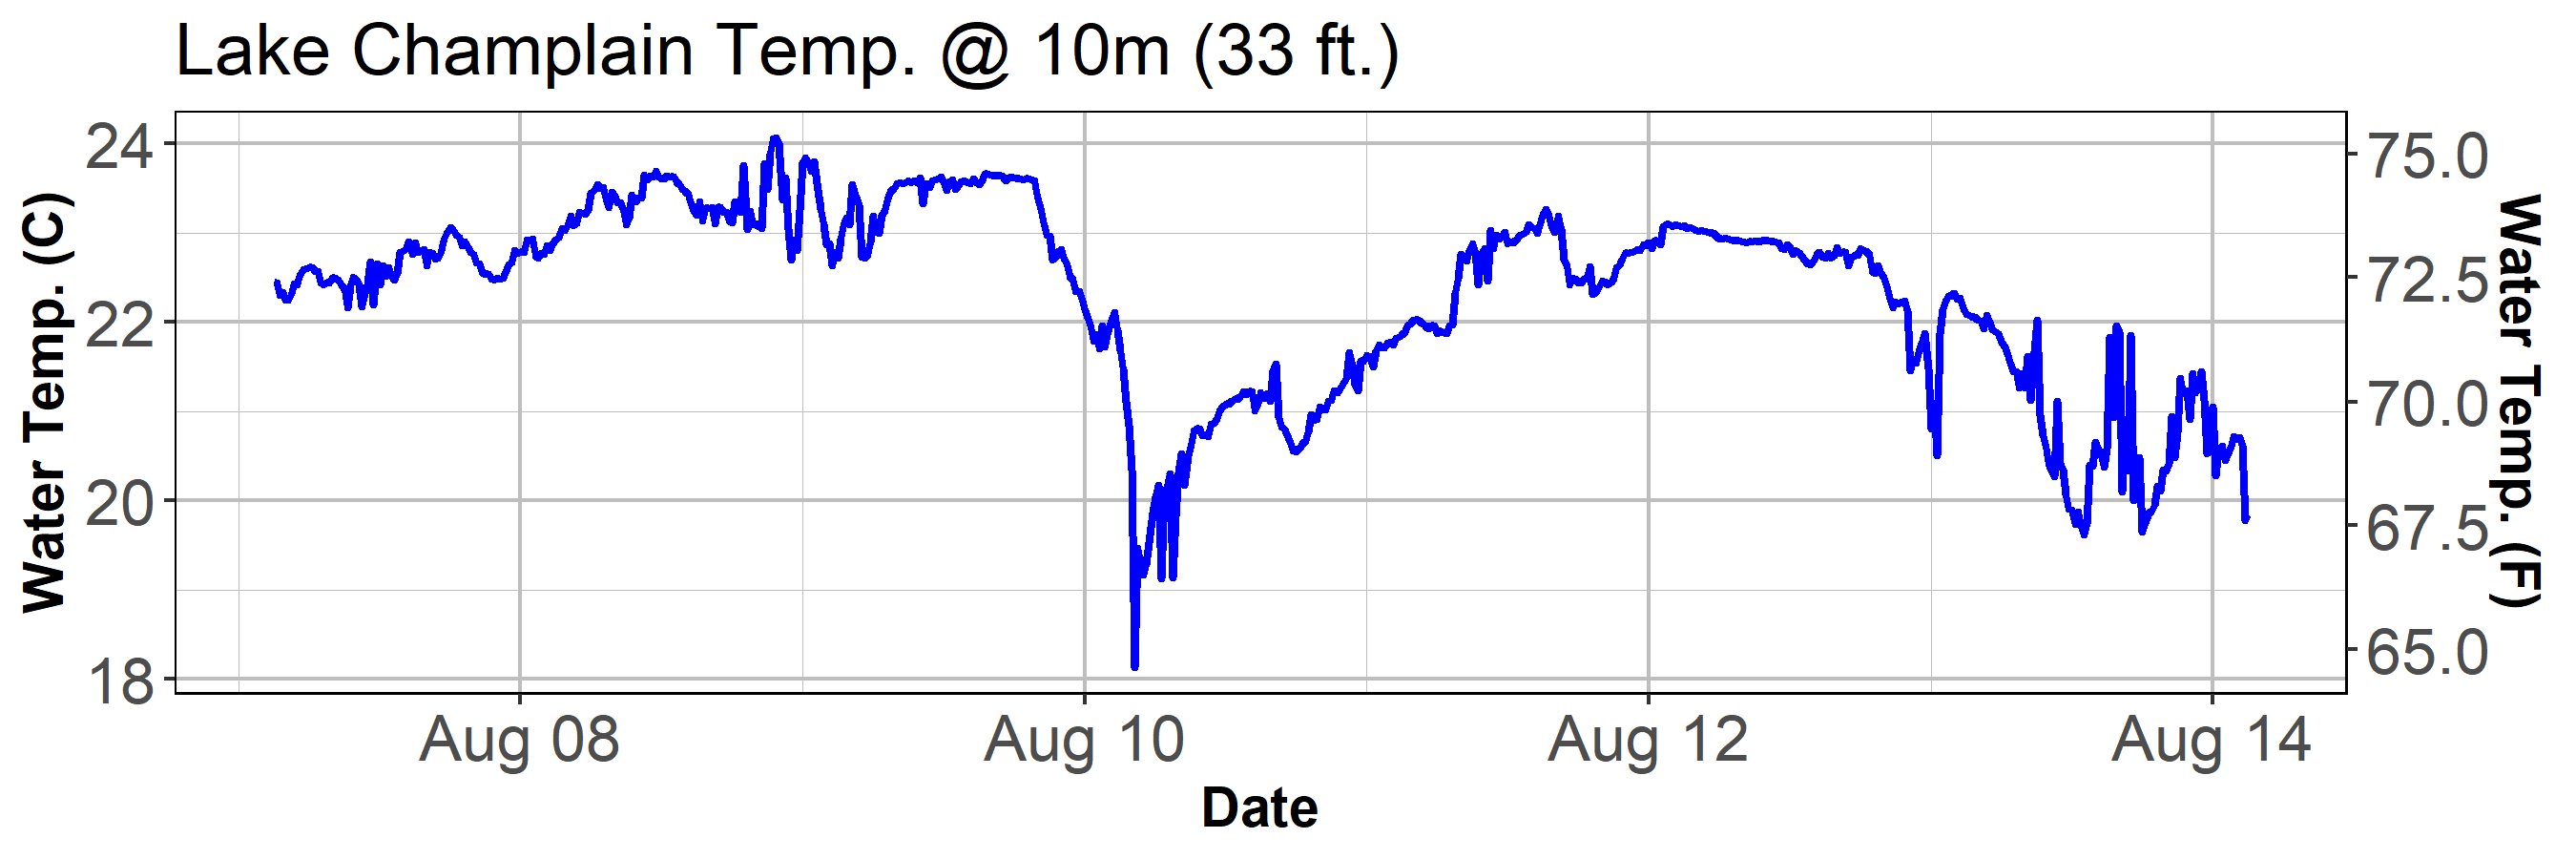 Lake Champlain Temp. @ 10m (33 ft.)
Water Temp. (C)
24
22
20
18
75.0
72.5
70.0
67.5
65.0
Water Temp. (F)
Aug 08 Aug 10 Aug 12 Aug 14
Date